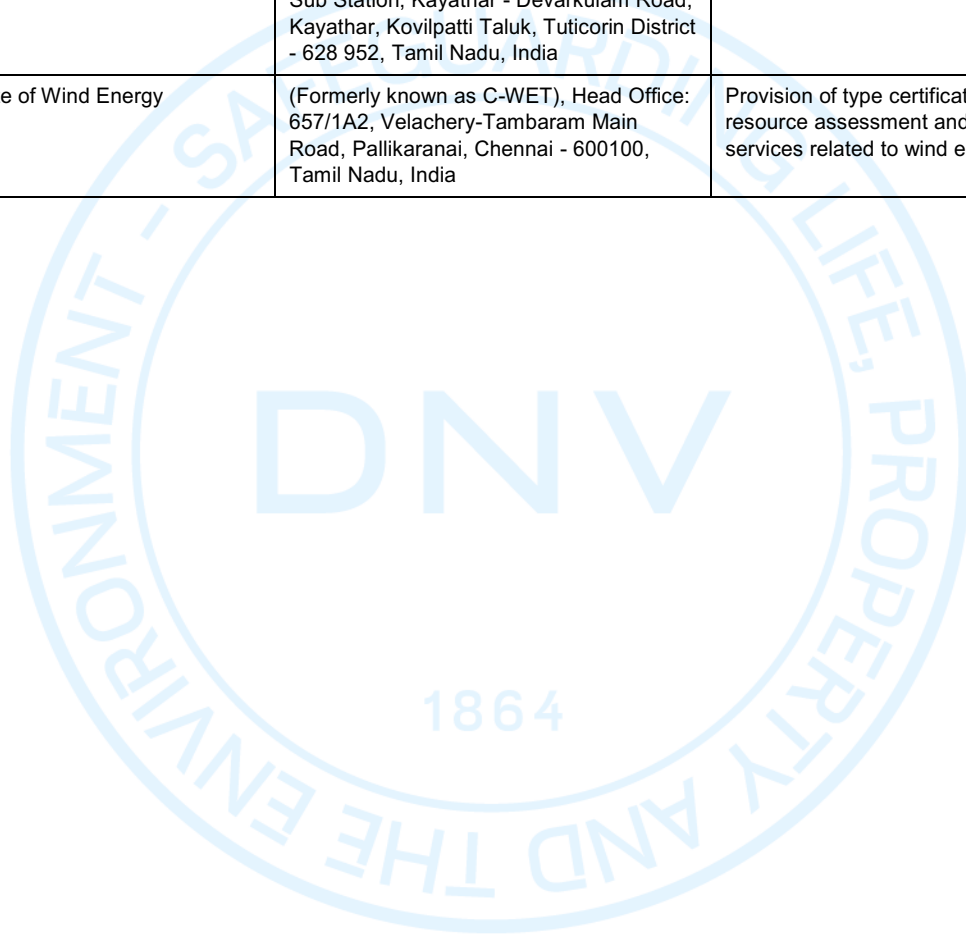 Sub Station, Kayathar - Devarkulam Road,
Kayathar, Kovilpatti Taluk, Tuticorin District
- 628 952, Tamil Nadu, India
e of Wind Energy
(Formerly known as C-WET), Head Office:
657/1A2, Velachery-Tambaram Main
Road, Pallikaranai, Chennai - 600100,
Tamil Nadu, India
Provision of type certificat
resource assessment and
services related to wind e
SAFEGUARDING LIFE, PROPERTY AND THE ENVIRONMENT -
DNV
1864